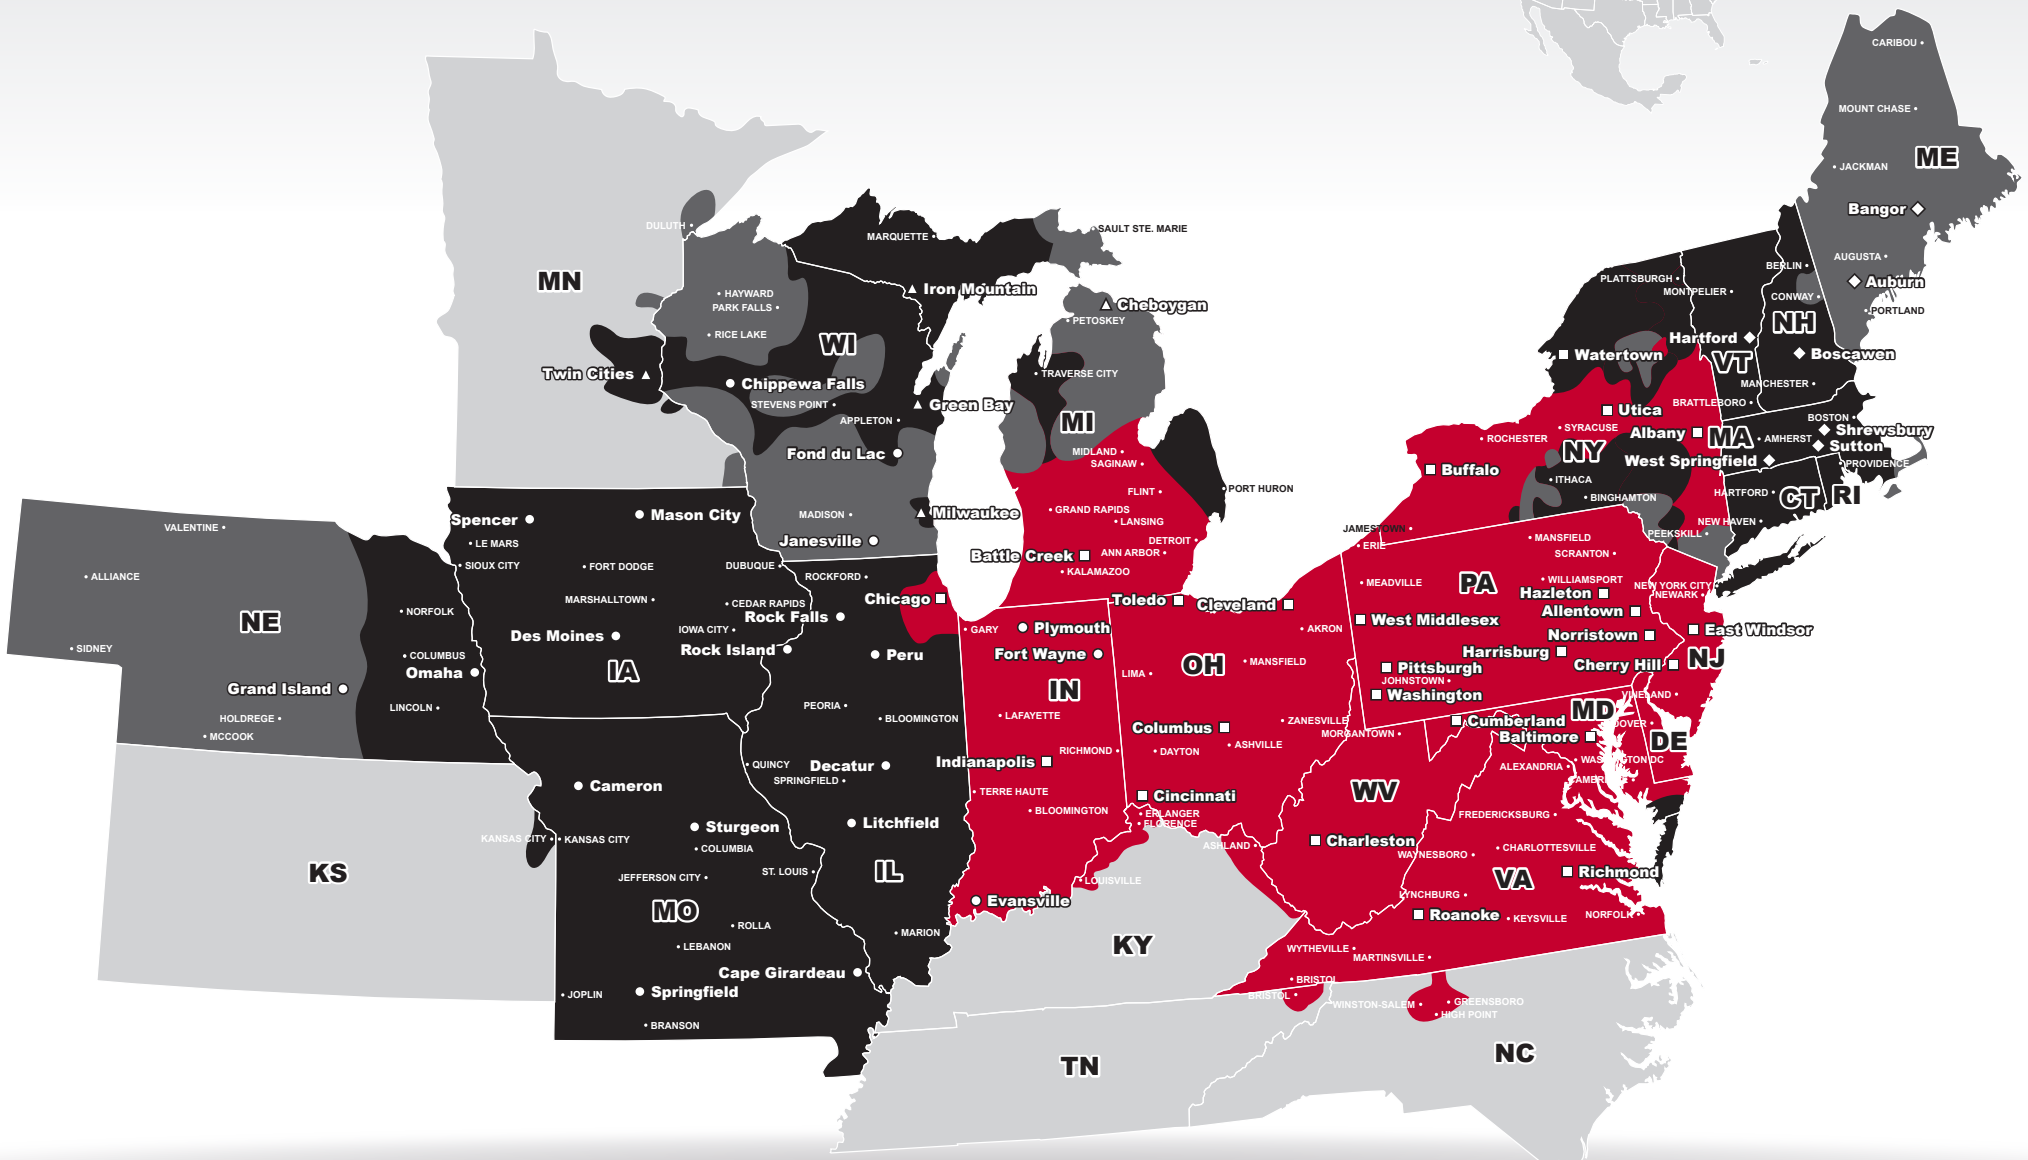 CARIBOU
MOUNT CHASE
ME
JACKMAN
Bangor
AUGUSTA
Auburn
PORTLAND
BERLIN
CONWAY
NH
Boscawen
MANCHESTER
PLATTSBURGH
MONTPELIER
Hartford
VT
BRATTLEBORO
Watertown
Utica
SYRACUSE
ROCHESTER
Albany
NY
Buffalo
West Springfield
ITHACA
BINGHAMTON
JAMESTOWN
PEEKSKILL
NEW YORK CITY
MA
BOSTON
Shrewsbury
AMHERST
Sutton
PROVIDENCE
HARTFORD
CT
RI
NEW HAVEN
MN
DULUTH
Twin Cities
MARQUETTE
SAULT STE. MARIE
Iron Mountain
Cheboygan
PETOSKEY
HAYWARD
PARK FALLS
RICE LAKE
WI
Chippewa Falls
STEVENS POINT
APPLETON
Green Bay
Fond du Lac
MADISON
Milwaukee
Janesville
TRAVERSE CITY
MI
MIDLAND
SAGINAW
FLINT
PORT HURON
GRAND RAPIDS
LANSING
DETROIT
Battle Creek
ANN ARBOR
KALAMAZOO
VALENTINE
ALLIANCE
NE
NORFOLK
SIDNEY
COLUMBUS
Omaha
Grand Island
LINCOLN
HOLDREGE
MCCOOK
Spencer
Mason City
LE MARS
SIOUX CITY
FORT DODGE
DUBUQUE
MARSHALLTOWN
CEDAR RAPIDS
IOWA CITY
Des Moines
IA
ROCKFORD
Chicago
Rock Falls
Rock Island
Peru
PEORIA
BLOOMINGTON
QUINCY
Decatur
SPRINGFIELD
Litchfield
IL
MARION
KS
KANSAS CITY
KANSAS CITY
Cameron
Sturgeon
COLUMBIA
ST. LOUIS
JEFFERSON CITY
MO
ROLLA
LEBANON
Cape Girardeau
Springfield
JOPLIN
BRANSON
GARY
Plymouth
Fort Wayne
IN
LAFAYETTE
RICHMOND
Indianapolis
TERRE HAUTE
BLOOMINGTON
Evansville
LOUISVILLE
Toledo
Cleveland
AKRON
OH
MANSFIELD
LIMA
Columbus
ZANESVILLE
ASHVILLE
DAYTON
Cincinnati
ERLANGER
FLORENCE
ASHLAND
KY
TN
NC
ERIE
MANSFIELD
SCRANTON
MEADVILLE
PA
WILLIAMSPORT
Hazleton
Allentown
West Middlesex
Norristown
Harrisburg
Cherry Hill
Pittsburgh
JOHNSTOWN
Washington
NEWARK
East Windsor
NJ
VINELAND
MD
DOVER
DE
Cumberland
Baltimore
MORGANTOWN
WASHINGTON DC
ALEXANDRIA
WV
Charleston
FREDERICKSBURG
WAYNESBORO
CHARLOTTESVILLE
VA
Richmond
LYNCHBURG
Roanoke
KEYSVILLE
NORFOLK
WYTHEVILLE
MARTINSVILLE
BRISTOL
BRISTOL
WINSTON-SALEM
GREENSBORO
HIGH POINT